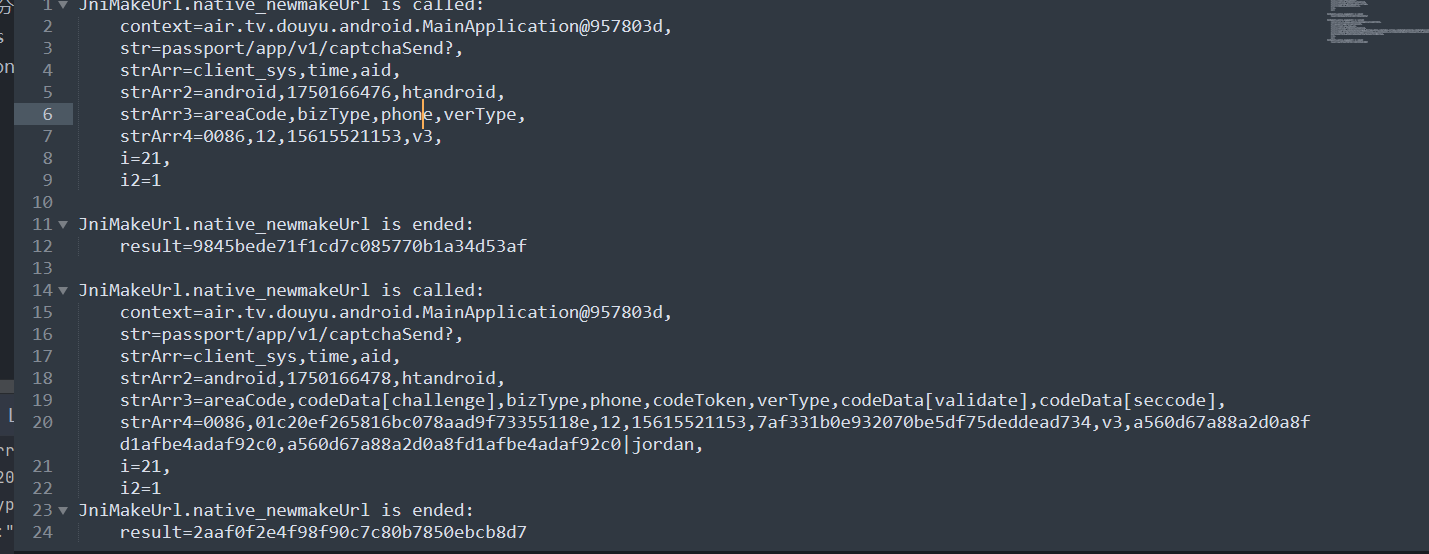 分
s
on
1 JniMakeUrl.native_newmakeUrl is called:
2 context=air.tv.douyu.android.MainApplication@957803d,
3 str=passport/app/v1/captchaSend?,
4 strArr=client_sys,time,aid,
5 strArr2=android,1750166476,htandroid,
6 strArr3=areaCode,bizType,phone,verType,
7 strArr4=0086,12,15615521153,v3,
8 i=21,
9 i2=1
10
11 JniMakeUrl.native_newmakeUrl is ended:
12 result=9845bede71f1cd7c085770b1a34d53af
13
14 JniMakeUrl.native_newmakeUrl is called:
15 context=air.tv.douyu.android.MainApplication@957803d,
16 str=passport/app/v1/captchaSend?,
17 strArr=client_sys,time,aid,
18 strArr2=android,1750166478,htandroid,
19 strArr3=areaCode,codeData[challenge],bizType,phone,codeToken,verType,codeData[validate],codeData[seccode],
20 strArr4=0086,01c20ef265816bc078aad9f73355118e,12,15615521153,7af331b0e932070be5df75deddead734,v3,a560d67a88a2d0a8f
d1afbe4adaf92c0,a560d67a88a2d0a8fd1afbe4adaf92c0|jordan,
21 i=21,
22 i2=1
23 JniMakeUrl.native_newmakeUrl is ended:
24 result=2aaf0f2e4f98f90c7c80b7850ebcb8d7